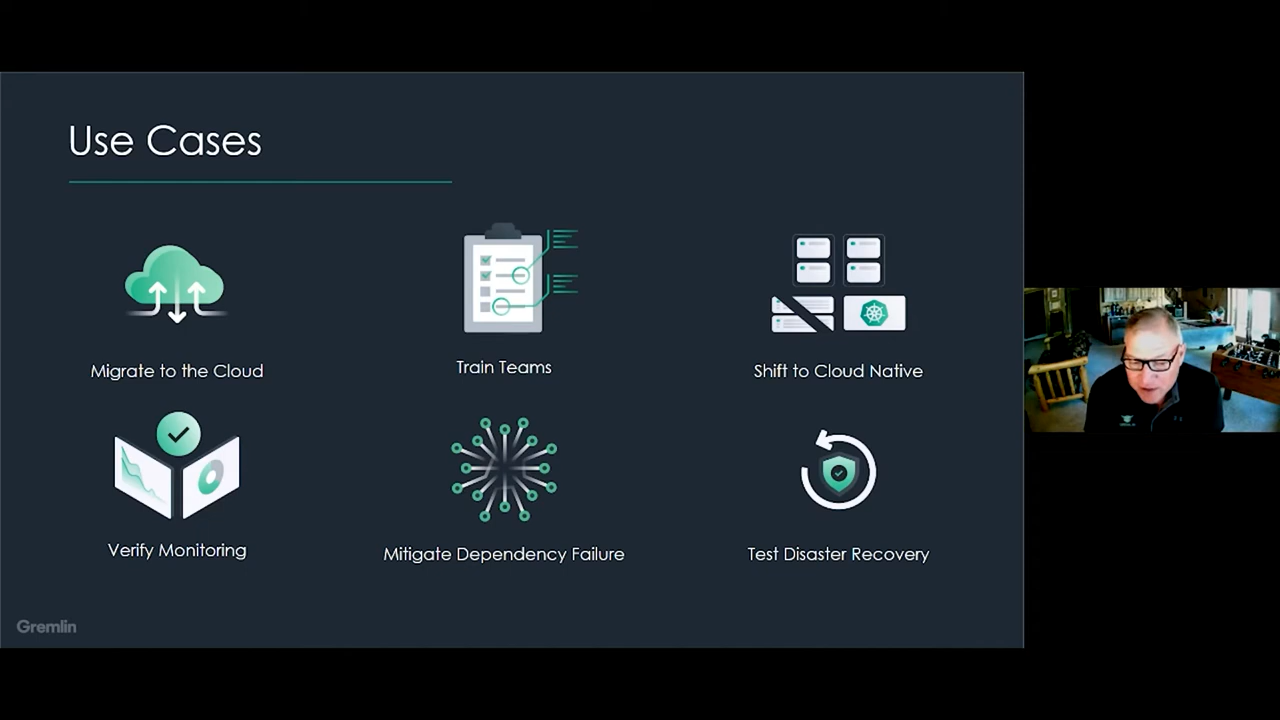 Use Cases
Migrate to the Cloud
Train Teams
Shift to Cloud Native
Verify Monitoring
Mitigate Dependency Failure
Test Disaster Recovery
Gremlin